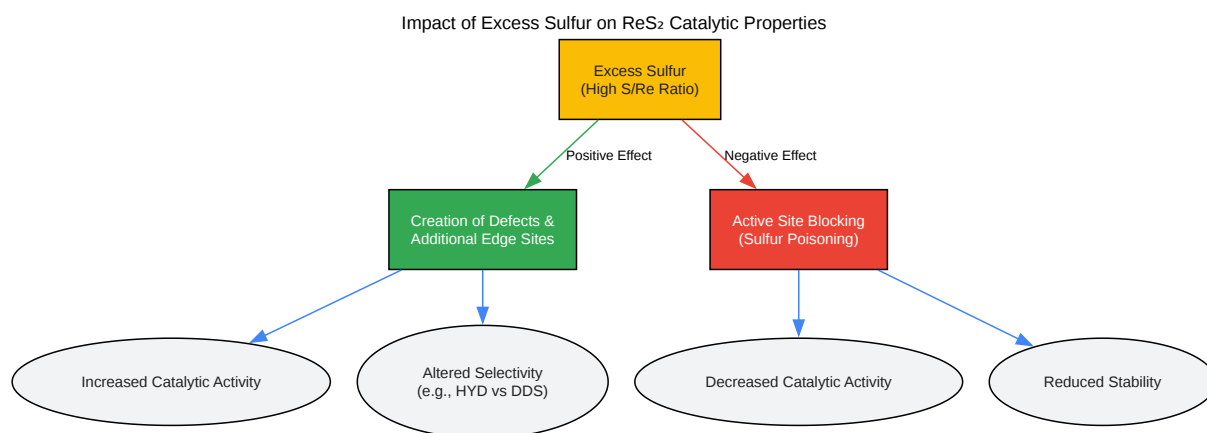 Impact of Excess Sulfur on ReS₂ Catalytic Properties
Excess Sulfur
(High S/Re Ratio)
Positive Effect
Negative Effect
Creation of Defects &
Additional Edge Sites
Active Site Blocking
(Sulfur Poisoning)
Increased Catalytic Activity
Altered Selectivity
(e.g., HYD vs DDS)
Decreased Catalytic Activity
Reduced Stability